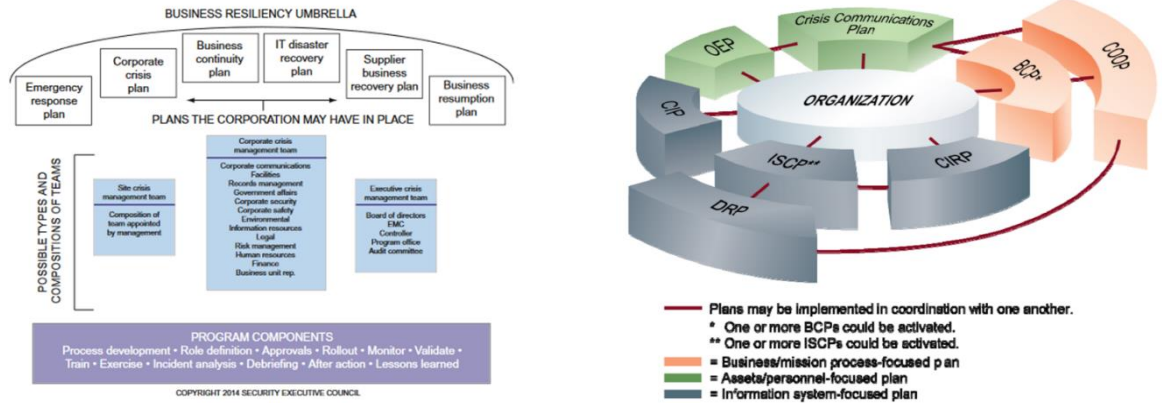 BUSINESS RESILIENCY UMBRELLA
Emergency
response
plan
Corporate
crisis
plan
Business
continuity
plan
IT disaster
recovery
plan
Supplier
business
recovery plan
Business
resumption
plan
PLANS THE CORPORATION MAY HAVE IN PLACE
POSSIBLE TYPES AND
COMPOSITIONS OF TEAMS
Site crisis
management team
Composition of
team appointed
by management
Corporate crisis
management team
Corporate communications
Facilities
Records management
Government affairs
Corporate security
Corporate safety
Environmental
Information resources
Legal
Risk management
Human resources
Finance
Business unit rep.
Executive crisis
management team
Board of directors
EMC
Controller
Program office
Audit committee
PROGRAM COMPONENTS
Process development • Role definition • Approvals • Rollout • Monitor • Validate •
Train • Exercise • Incident analysis • Debriefing • After action • Lessons learned
COPYRIGHT 2014 SECURITY EXECUTIVE COUNCIL
OEP
Crisis Communications
Plan
COOP
BCP*
CIP
ORGANIZATION
ISCP**
CIRP
DRP
Plans may be implemented in coordination with one another.
* One or more BCPs could be activated.
** One or more ISCPs could be activated.
= Business/mission process-focused plan
= Assets/personnel-focused plan
= Information system-focused plan